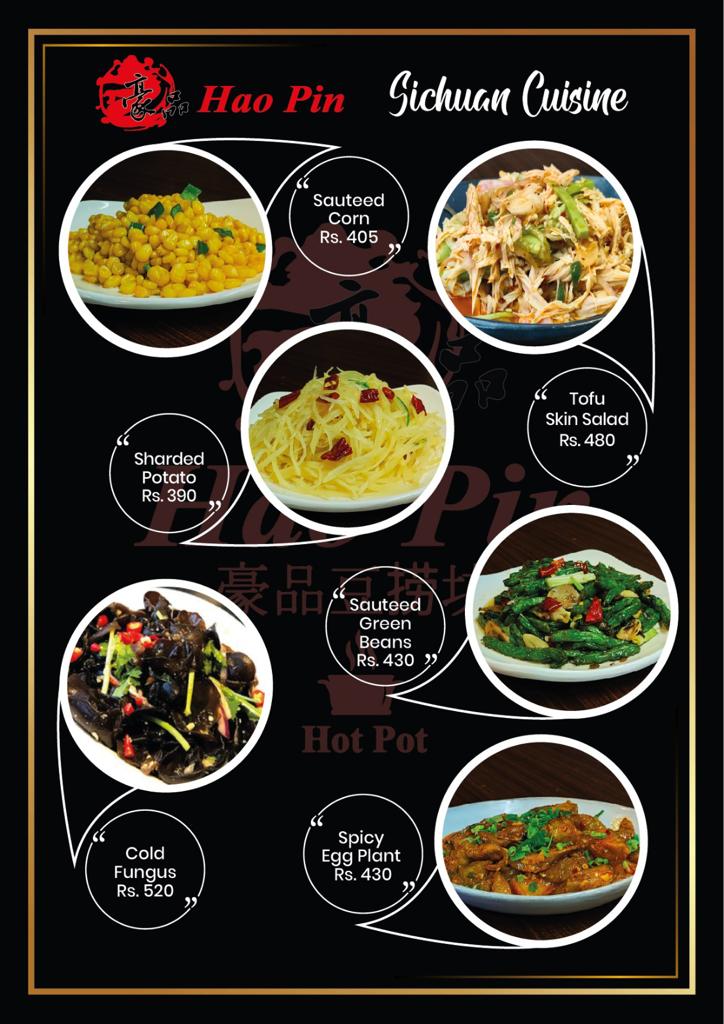 豪品
Hao Pin
Sichuan Cuisine
“
Sauteed
Corn
Rs. 405
”
“
Tofu
Skin Salad
Rs. 480
”
“
Sharded
Potato
Rs. 390
”
Hao Pin
豪品豆捞坊
“
Sauteed
Green
Beans
Rs. 430
”
Hot Pot
“
Cold
Fungus
Rs. 520
”
“
Spicy
Egg Plant
Rs. 430
”